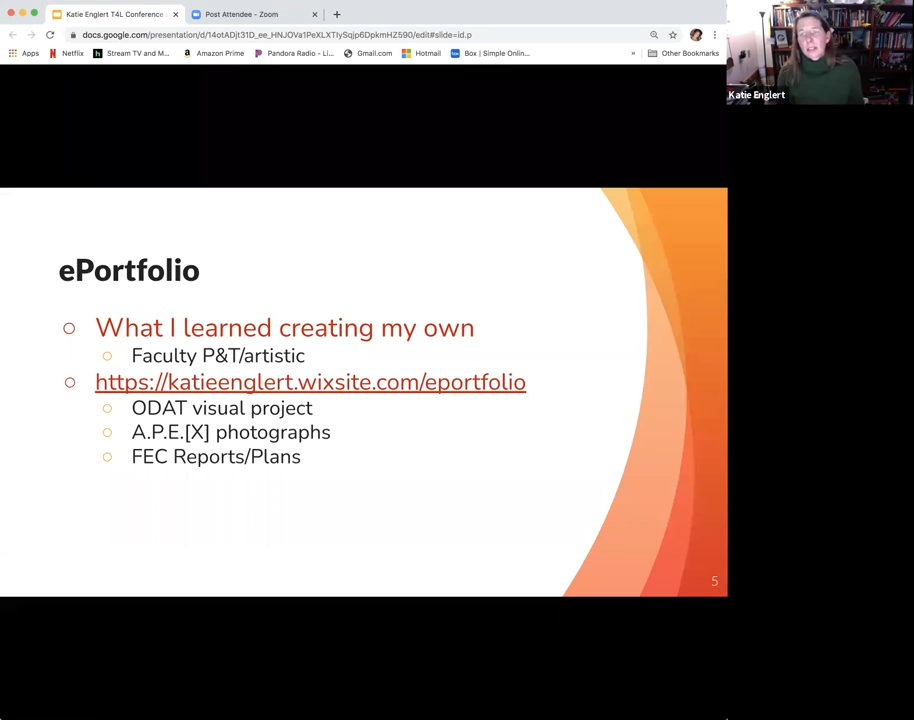 Katie Englert T4L Conference
Post Attendee - Zoom
docs.google.com/presentation/d/14otADjt31D_ee_HNJOVa1PeXLXTIySqjp6DpkmHZ590/edit#slide=id.p
Apps Netflix Stream TV and M... Amazon Prime Pandora Radio - Li... Gmail.com Hotmail Box | Simple Onlin... » Other Bookmarks
Katie Englert
ePortfolio
What I learned creating my own
Faculty P&T/artistic
https://katieenglert.wixsite.com/eportfolio
ODAT visual project
A.P.E.[X] photographs
FEC Reports/Plans
5